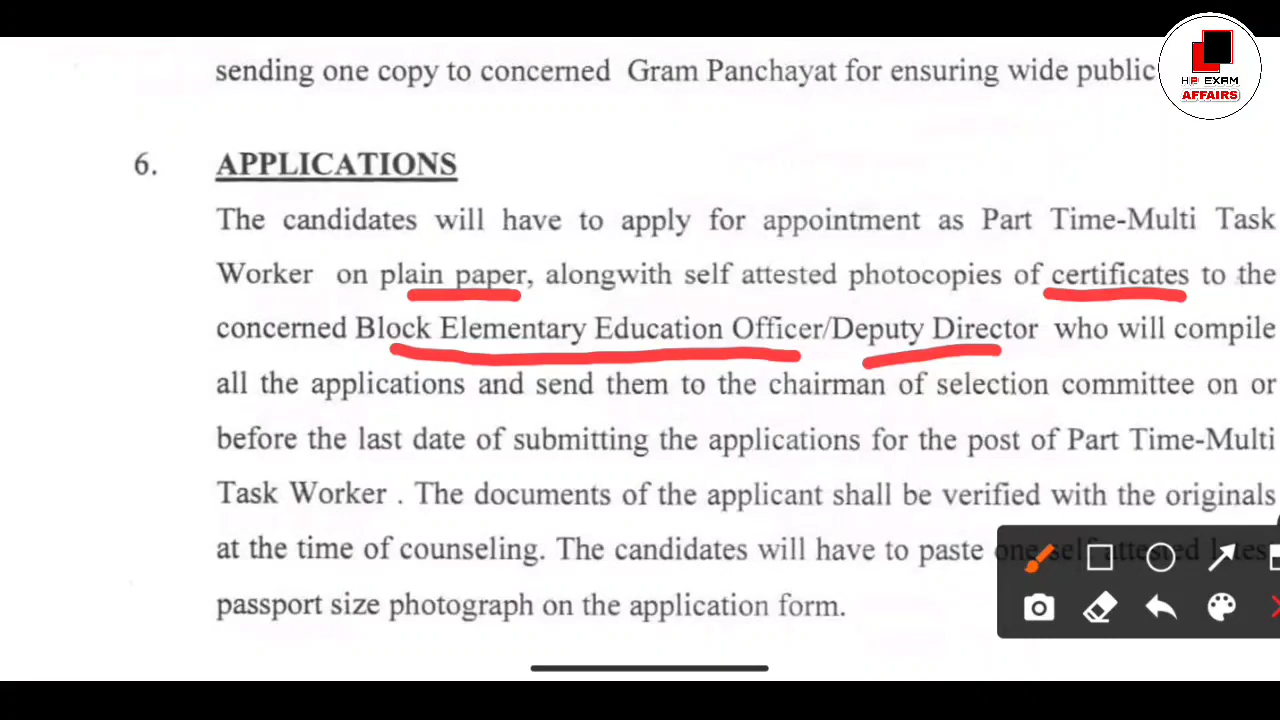 sending one copy to concerned Gram Panchayat for ensuring wide public
HP EXAM
AFFAIRS
6. APPLICATIONS
The candidates will have to apply for appointment as Part Time-Multi Task
Worker on plain paper, alongwith self attested photocopies of certificates to the
concerned Block Elementary Education Officer/Deputy Director who will compile
all the applications and send them to the chairman of selection committee on or
before the last date of submitting the applications for the post of Part Time-Multi
Task Worker . The documents of the applicant shall be verified with the originals
at the time of counseling. The candidates will have to paste one self attested
passport size photograph on the application form.